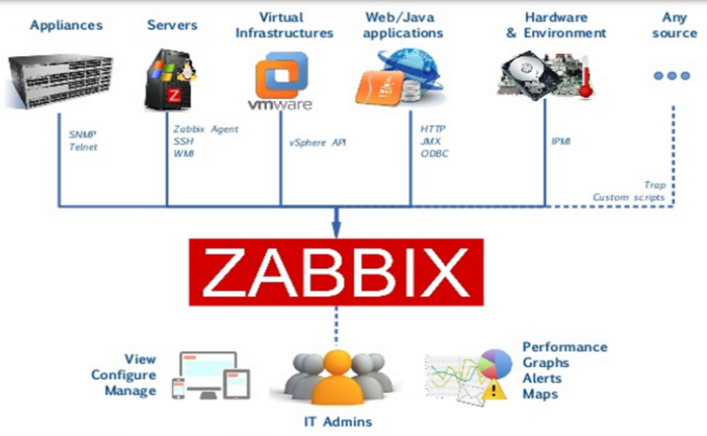 Appliances
Servers
Virtual
Infrastructures
Web/Java
applications
Hardware
& Environment
Any
source
Z
vmware
SNMP
Telnet
Zabbix Agent
SSH
WMI
vSphere API
HTTP
JMX
ODBC
IPMI
Trap
Custom scripts
ZABBIX
View
Configure
Manage
IT Admins
Performance
Graphs
Alerts
Maps